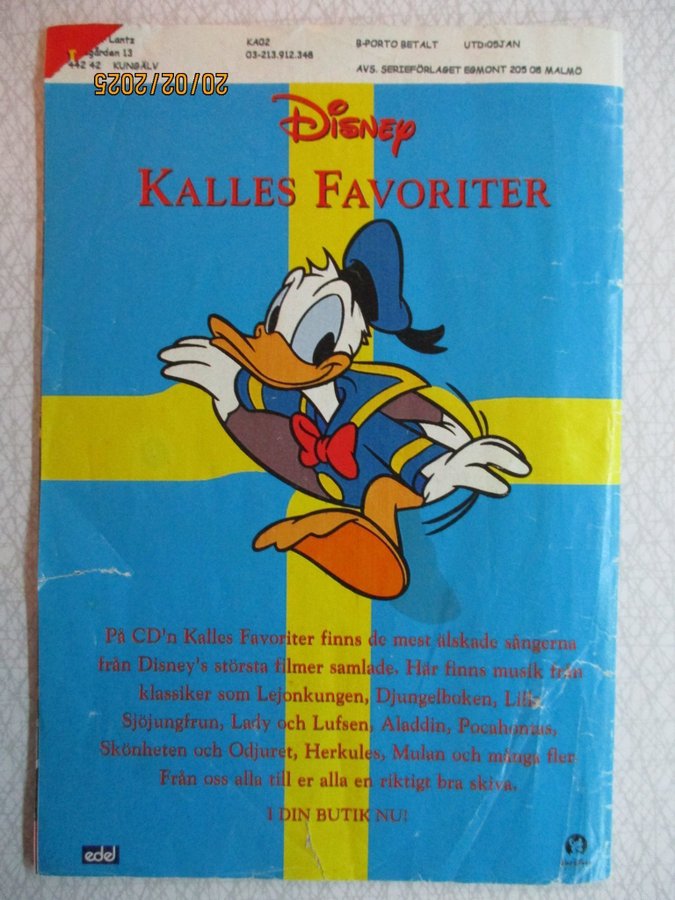 Lantz
gården 13
442 42 KUNGÄLV
KA02
03-213.912.348
B-PORTO BETALT UTD:05JAN
AVS. SERIEFÖRLAGET EGMONT 205 08 MALMÖ
20/02/2025
Disney
KALLES FAVORITER
På CD'n Kalles Favoriter finns de mest älskade sångerna
från Disney's största filmer samlade. Här finns musik från
klassiker som Lejonkungen, Djungelboken, Lilla
Sjöjungfrun, Lady och Lufsen, Aladdin, Pocahontas,
Skönheten och Odjuret, Herkules, Mulan och många fler.
Från oss alla till er alla en riktigt bra skiva.
I DIN BUTIK NU!
edel